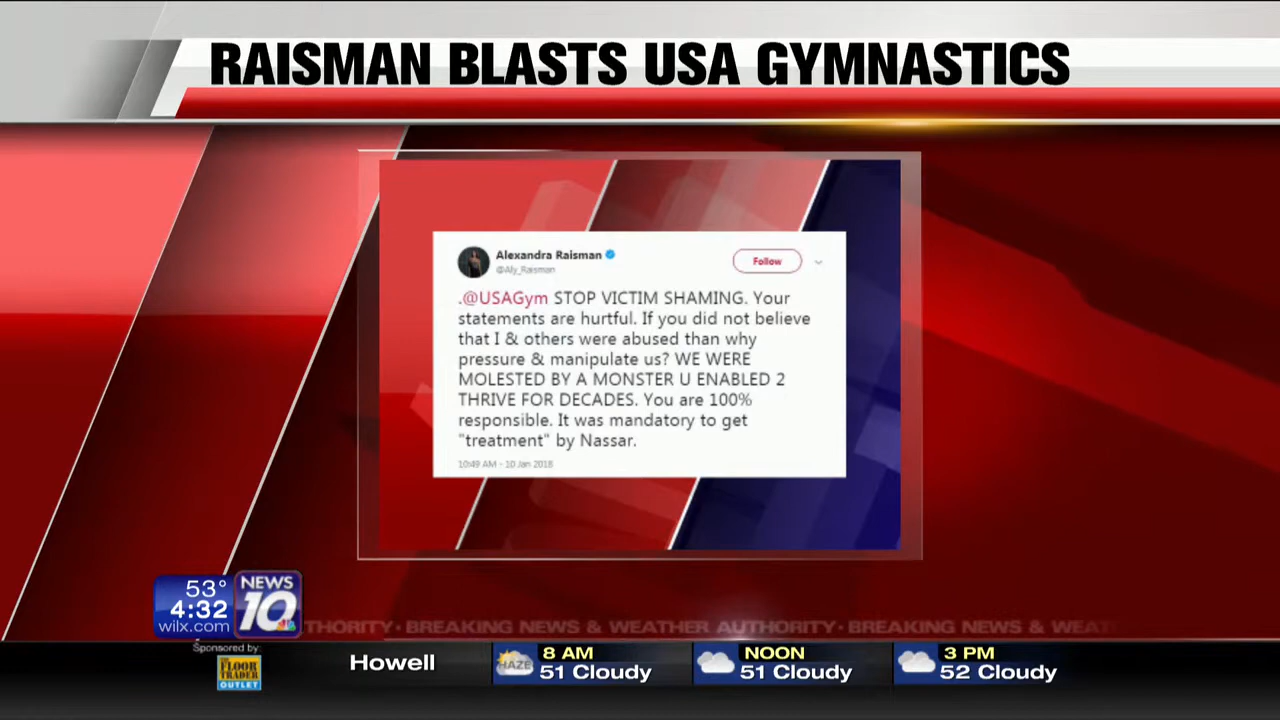 RAISMAN BLASTS USA GYMNASTICS
Alexandra Raisman
@Aly_Raisman
Follow
.@USAGym STOP VICTIM SHAMING. Your
statements are hurtful. If you did not believe
that I & others were abused than why
pressure & manipulate us? WE WERE
MOLESTED BY A MONSTER U ENABLED 2
THRIVE FOR DECADES. You are 100%
responsible. It was mandatory to get
"treatment" by Nassar.
10:49 AM - 10 Jan 2018
53°
4:32
wilx.com
NEWS
10
THORITY · BREAKING NEWS & WEATHER AUTHORITY · BREAKING NEWS & WEAT
Sponsored by:
THE
FLOOR
TRADER
OUTLET
Howell
HAZE
8 AM
51 Cloudy
NOON
51 Cloudy
3 PM
52 Cloudy